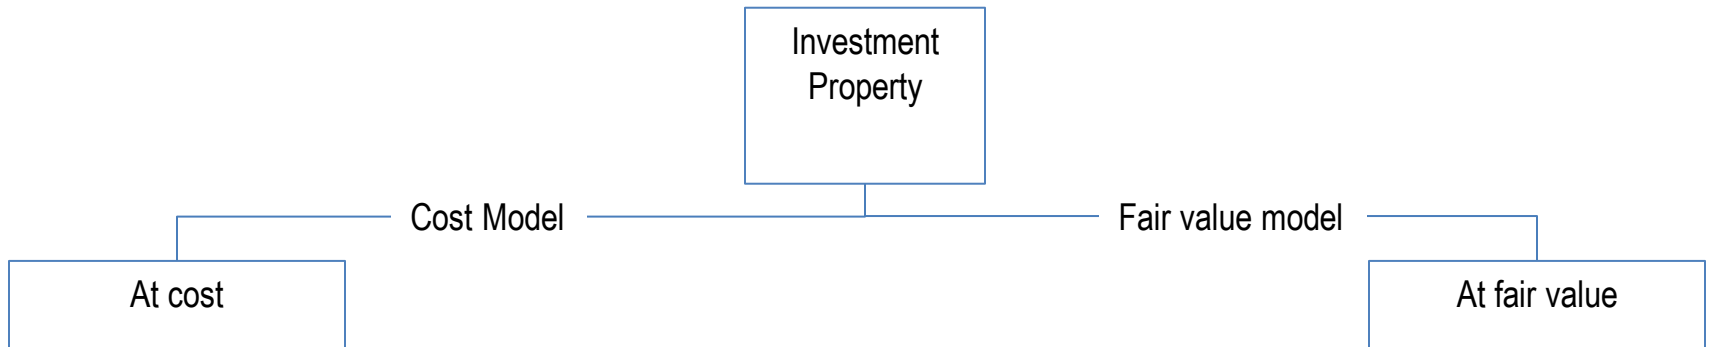 Investment
Property
Cost Model
Fair value model
At cost
At fair value